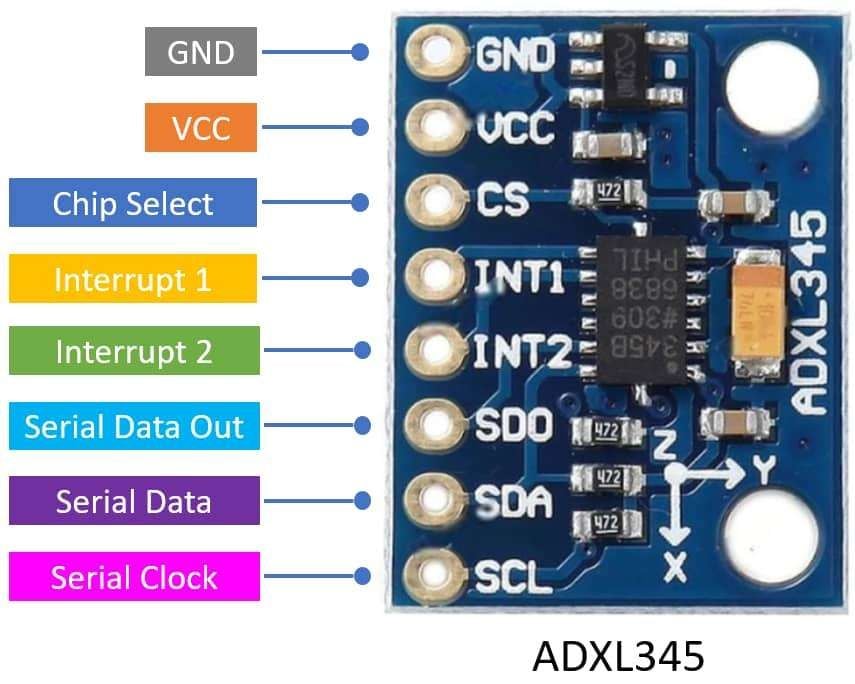 GND
VCC
Chip Select
Interrupt 1
Interrupt 2
Serial Data Out
Serial Data
Serial Clock
GND
VCC
CS
INT1
INT2
SDO
SDA
SCL
472
345B
#309
6838
PHIL
472
472
472
Z
Y
X
ADXL345
ADXL345